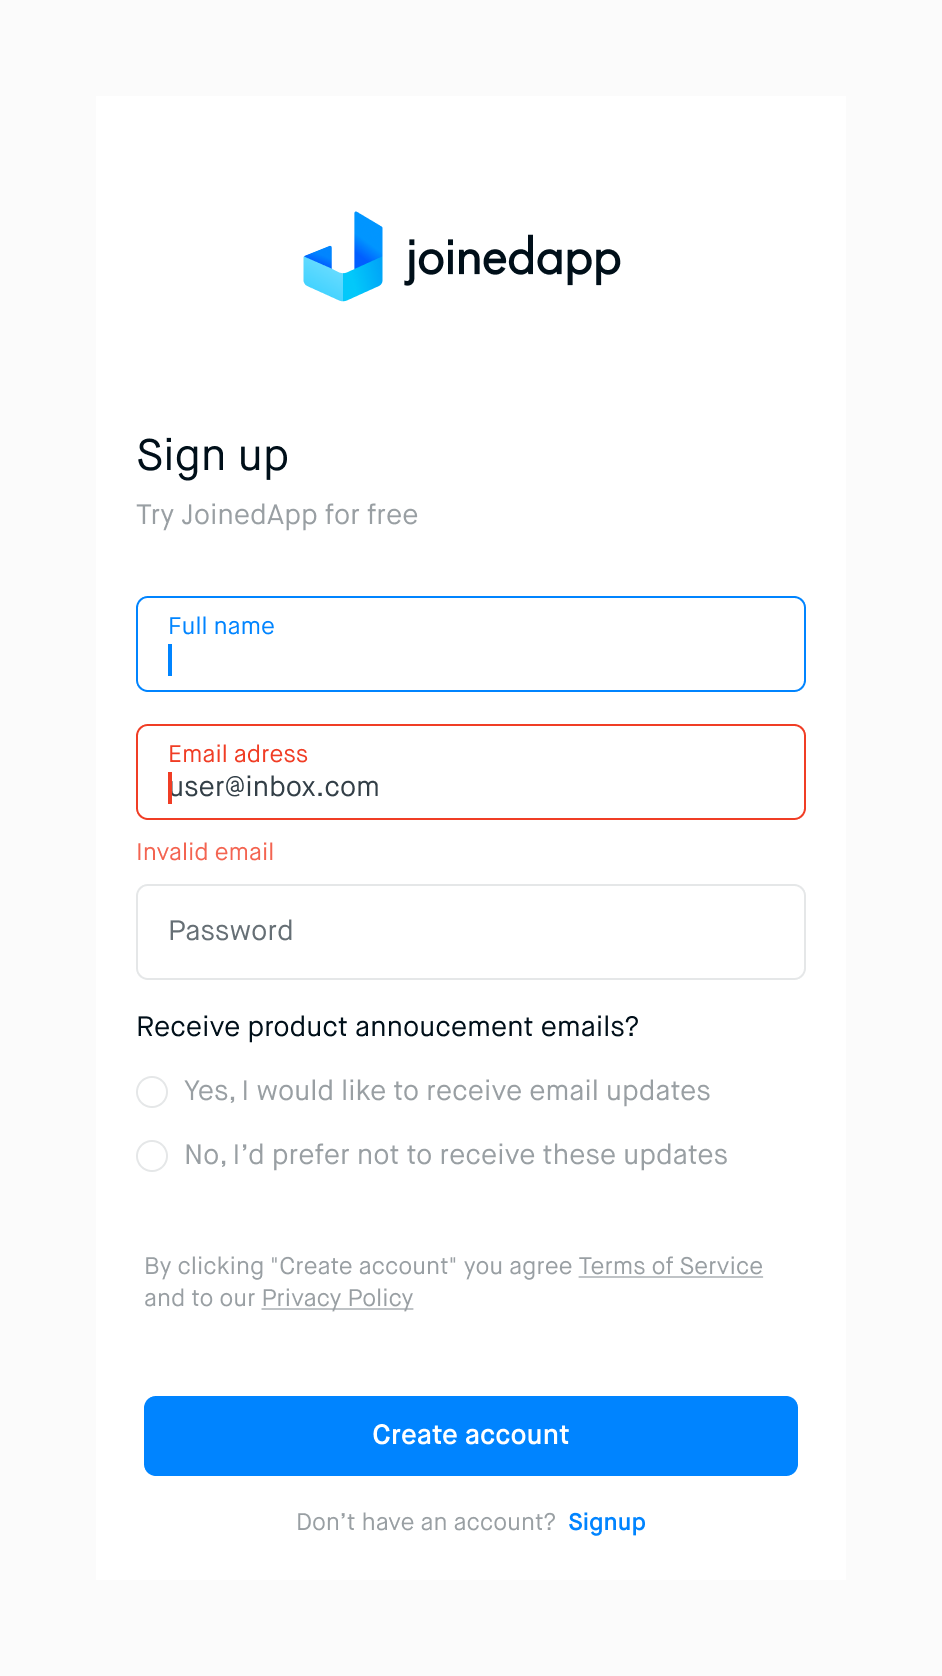 joinedapp
Sign up
Try JoinedApp for free
Full name
Email adress
user@inbox.com
Invalid email
Password
Receive product annoucement emails?
Yes, I would like to receive email updates
No, I’d prefer not to receive these updates
By clicking "Create account" you agree Terms of Service
and to our Privacy Policy
Create account
Don’t have an account? Signup